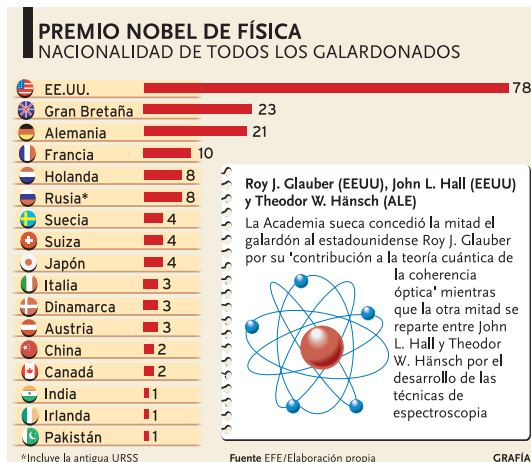 PREMIO NOBEL DE FÍSICA
NACIONALIDAD DE TODOS LOS GALARDONADOS
EE.UU. 78
Gran Bretaña 23
Alemania 21
Francia 10
Holanda 8
Rusia* 8
Suecia 4
Suiza 4
Japón 4
Italia 3
Dinamarca 3
Austria 3
China 2
Canadá 2
India 1
Irlanda 1
Pakistán 1
Roy J. Glauber (EEUU), John L. Hall (EEUU)
y Theodor W. Hänsch (ALE)
La Academia sueca concedió la mitad el
galardón al estadounidense Roy J. Glauber
por su 'contribución a la teoría cuántica de
la coherencia
óptica' mientras
que la otra mitad se
reparte entre John
L. Hall y Theodor
W. Hänsch por el
desarrollo de las
técnicas de
espectroscopia
*Incluye la antigua URSS
Fuente EFE/Elaboración propia
GRAFÍA